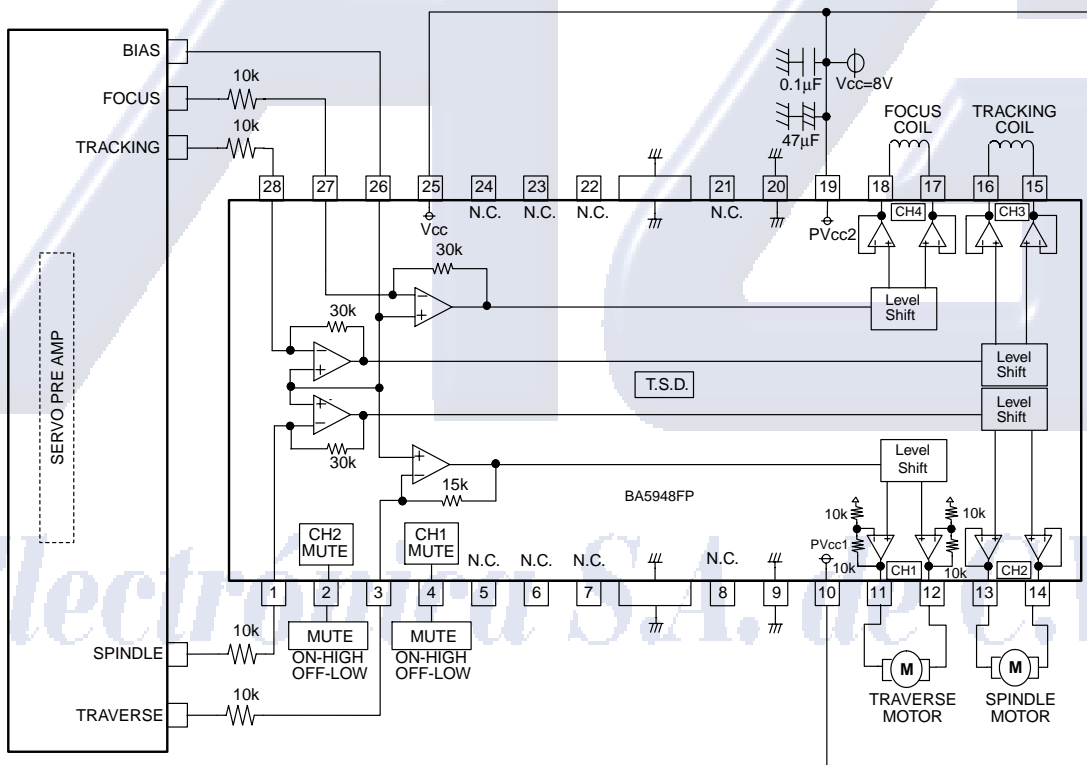 BIAS
10k
FOCUS
10k
TRACKING
0.1µF
Vcc=8V
47µF
FOCUS
COIL
TRACKING
COIL
28
27
26
25
24
23
22
21
20
19
18
17
16
15
Vcc
N.C.
N.C.
N.C.
N.C.
PVcc2
CH4
CH3
30k
Level
Shift
30k
Level
Shift
T.S.D.
Level
Shift
30k
SERVO PRE AMP
15k
Level
Shift
BA5948FP
10k
10k
PVcc1
10k
10k
CH2
MUTE
CH1
MUTE
N.C.
N.C.
N.C.
N.C.
CH1
CH2
1
2
3
4
5
6
7
8
9
10
11
12
13
14
MUTE
ON-HIGH
OFF-LOW
MUTE
ON-HIGH
OFF-LOW
10k
SPINDLE
10k
TRAVERSE
M
M
TRAVERSE
MOTOR
SPINDLE
MOTOR
lectrónica S.A. de C.